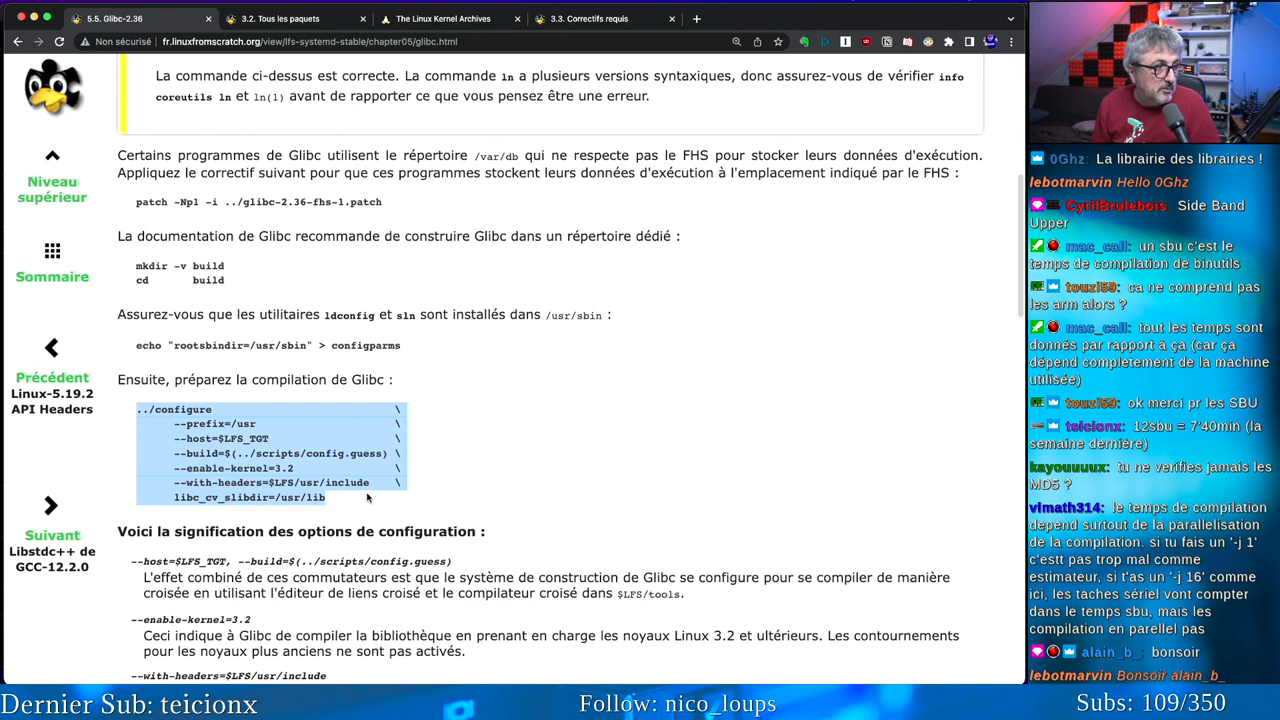 5.5. Glibc-2.36
3.2. Tous les paquets
The Linux Kernel Archives
3.3. Correctifs requis
Non sécurisé | fr.linuxfromscratch.org/view/lfs-systemd-stable/chapter05/glibc.html
La commande ci-dessus est correcte. La commande ln a plusieurs versions syntaxiques, donc assurez-vous de vérifier info
coreutils ln et ln(1) avant de rapporter ce que vous pensez être une erreur.
Niveau
supérieur
Sommaire
Précédent
Linux-5.19.2
API Headers
Suivant
Libstdc++ de
GCC-12.2.0
Certains programmes de Glibc utilisent le répertoire /var/db qui ne respecte pas le FHS pour stocker leurs données d'exécution.
Appliquez le correctif suivant pour que ces programmes stockent leurs données d'exécution à l'emplacement indiqué par le FHS :
patch -Np1 -i ../glibc-2.36-fhs-1.patch
La documentation de Glibc recommande de construire Glibc dans un répertoire dédié :
mkdir -v build
cd build
Assurez-vous que les utilitaires ldconfig et sln sont installés dans /usr/sbin :
echo "rootsbindir=/usr/sbin" > configparms
Ensuite, préparez la compilation de Glibc :
../configure \
--prefix=/usr \
--host=$LFS_TGT \
--build=$(../scripts/config.guess) \
--enable-kernel=3.2 \
--with-headers=$LFS/usr/include \
libc_cv_slibdir=/usr/lib
Voici la signification des options de configuration :
--host=$LFS_TGT, --build=$(../scripts/config.guess)
L'effet combiné de ces commutateurs est que le système de construction de Glibc se configure pour se compiler de manière
croisée en utilisant l'éditeur de liens croisé et le compilateur croisé dans $LFS/tools.
--enable-kernel=3.2
Ceci indique à Glibc de compiler la bibliothèque en prenant en charge les noyaux Linux 3.2 et ultérieurs. Les contournements
pour les noyaux plus anciens ne sont pas activés.
--with-headers=$LFS/usr/include
0Ghz: La librairie des librairies !
lebotmarvin Hello 0Ghz
CyrilBrulebois: Side Band
Upper
mac_call: un sbu c'est le
temps de compilation de binutils
touzi59: ca ne comprend pas
les arm alors ?
mac_call: tout les temps sont
donnés par rapport à ça (car ça
dépend completement de la machine
utilisée)
touzi59: ok merci pr les SBU
teicionx: 12sbu = 7'40min (la
semaine dernière)
kayouuuux: tu ne verifies jamais les
MD5 ?
vlmath314: le temps de compilation
depend surtout de la parallelisation
de la compilation. si tu fais un '-j 1'
c'estt pas trop mal comme
estimateur, si t'as un '-j 16' comme
ici, les taches sériel vont compter
dans le temps sbu, mais les
compilation en parellel pas
alain_b_: bonsoir
lebotmarvin Bonsoir alain_b_
Dernier Sub: teicionx
Follow: nico_loups
Subs: 109/350